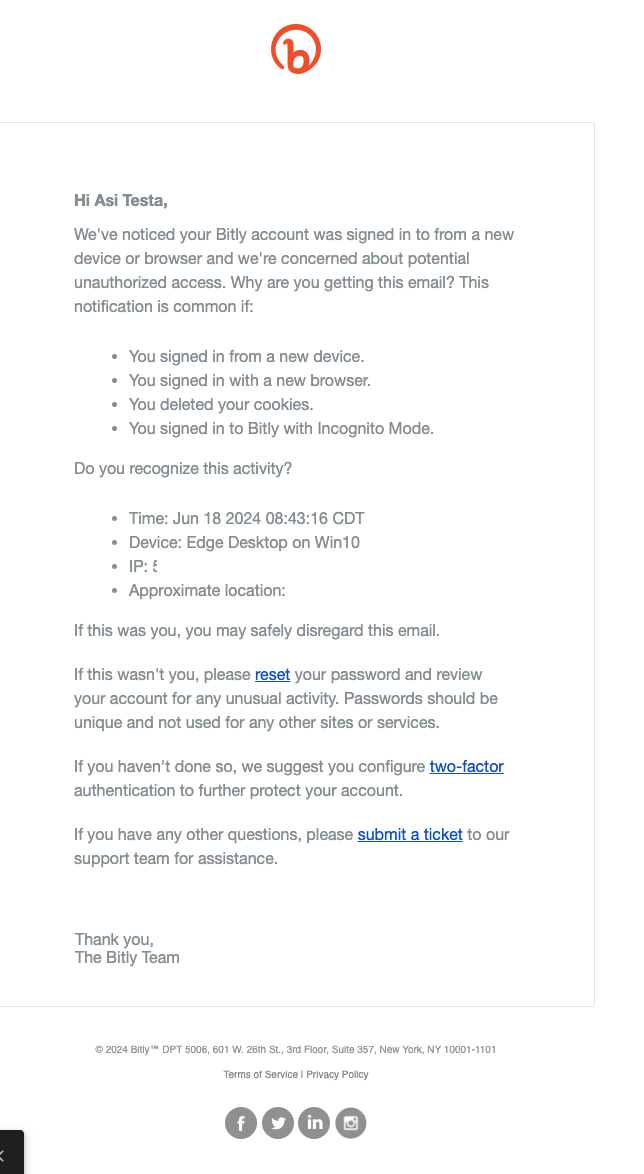 b
Hi Asi Testa,
We've noticed your Bitly account was signed in to from a new
device or browser and we're concerned about potential
unauthorized access. Why are you getting this email? This
notification is common if:
• You signed in from a new device.
• You signed in with a new browser.
• You deleted your cookies.
• You signed in to Bitly with Incognito Mode.
Do you recognize this activity?
• Time: Jun 18 2024 08:43:16 CDT
• Device: Edge Desktop on Win10
• IP:
• Approximate location:
If this was you, you may safely disregard this email.
If this wasn't you, please reset your password and review
your account for any unusual activity. Passwords should be
unique and not used for any other sites or services.
If you haven't done so, we suggest you configure two-factor
authentication to further protect your account.
If you have any other questions, please submit a ticket to our
support team for assistance.
Thank you,
The Bitly Team
© 2024 Bitly™ DPT 5006, 601 W. 26th St., 3rd Floor, Suite 357, New York, NY 10001-1101
Terms of Service | Privacy Policy
f in